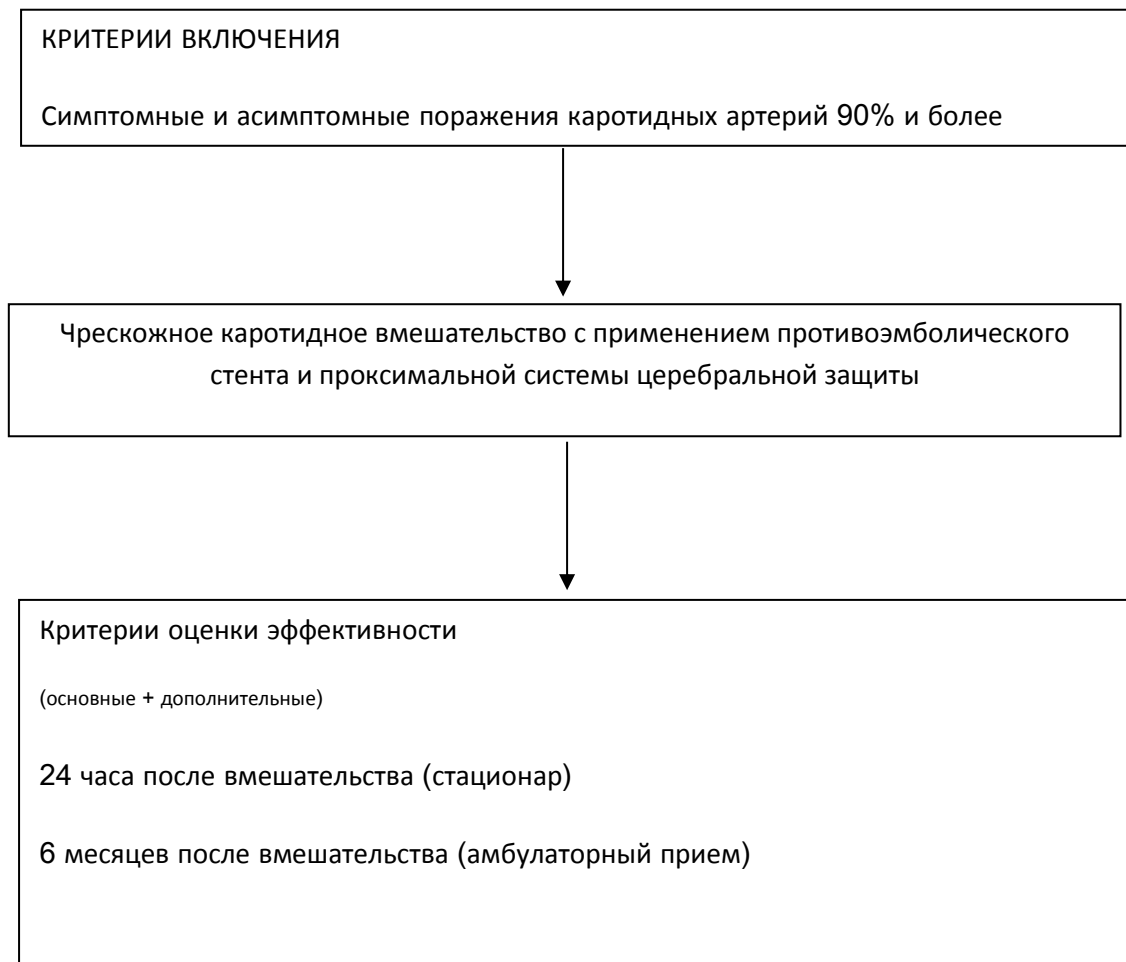 КРИТЕРИИ ВКЛЮЧЕНИЯ
Симптомные и асимптомные поражения каротидных артерий 90% и более
Чрескожное каротидное вмешательство с применением противоэмболического
стента и проксимальной системы церебральной защиты
Критерии оценки эффективности
(основные + дополнительные)
24 часа после вмешательства (стационар)
6 месяцев после вмешательства (амбулаторный прием)